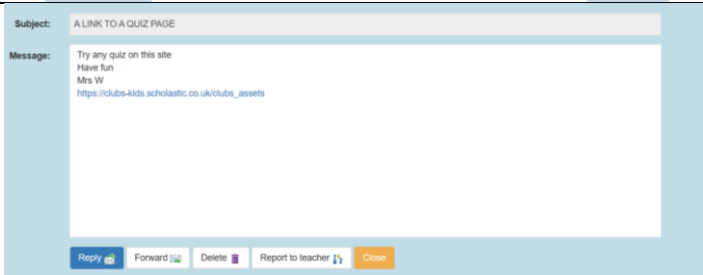 Subject: A LINK TO A QUIZ PAGE
Message: Try any quiz on this site
Have fun
Mrs W
https://clubs-kids.scholastic.co.uk/clubs_assets
Reply Forward Delete Report to teacher Close